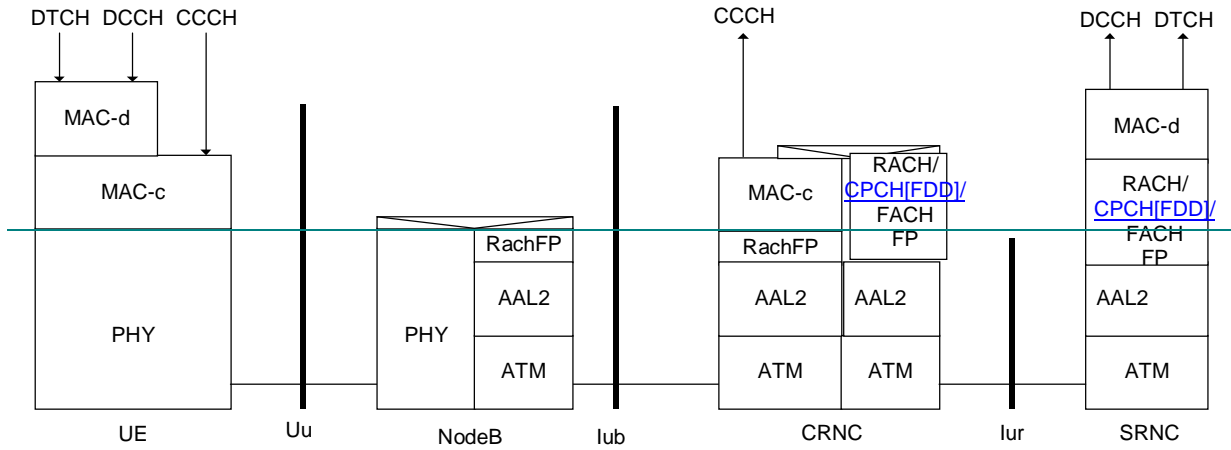 DTCH DCCH CCCH
CCCH
DCCH DTCH
MAC-d
MAC-c
PHY
UE
Uu
RachFP
PHY
AAL2
ATM
NodeB
Iub
MAC-c
RachFP
AAL2
ATM
RACH/
CPCH[FDD]/
FACH
FP
AAL2
ATM
CRNC
Iur
MAC-d
RACH/
CPCH[FDD]/
FACH
FP
AAL2
ATM
SRNC